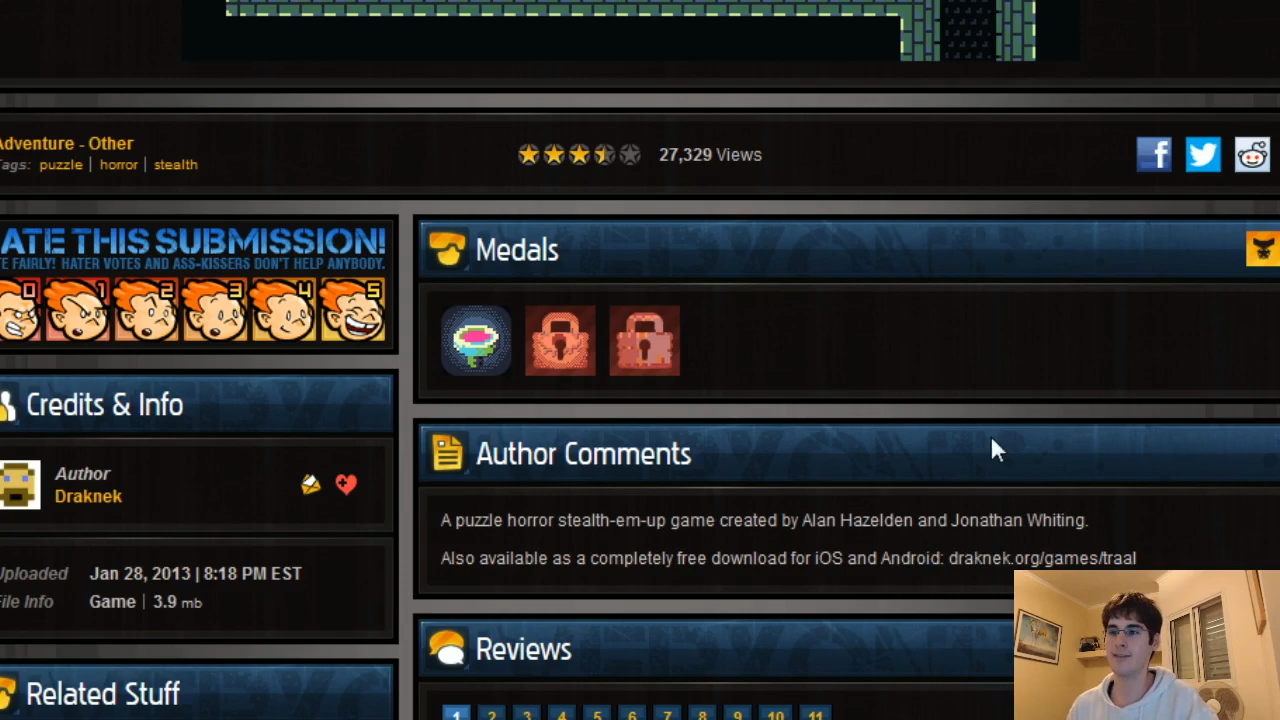 Adventure - Other
Tags: puzzle | horror | stealth
27,329 Views
ATE THIS SUBMISSION!
TE FAIRLY! HATER VOTES AND ASS-KISSERS DON'T HELP ANYBODY.
0 1 2 3 4 5
Medals
Credits & Info
Author
Draknek
Uploaded Jan 28, 2013 | 8:18 PM EST
File Info Game | 3.9 mb
Related Stuff
Author Comments
A puzzle horror stealth-em-up game created by Alan Hazelden and Jonathan Whiting.
Also available as a completely free download for iOS and Android: draknek.org/games/traal
Reviews
1 2 3 4 5 6 7 8 9 10 11